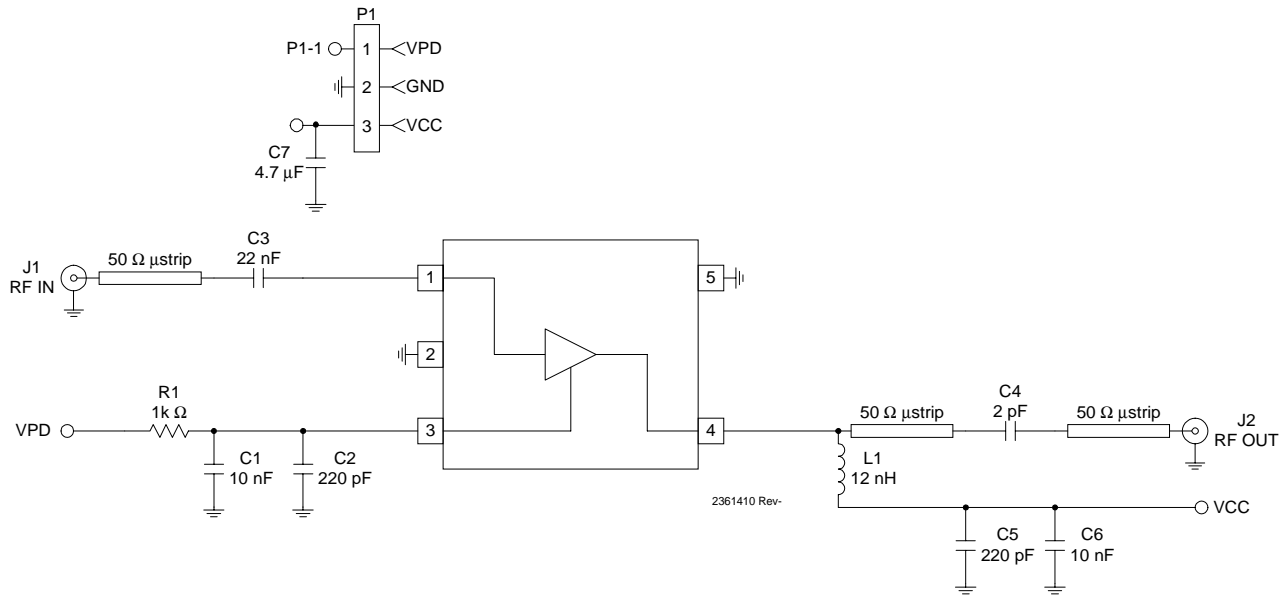 P1
P1-1
1
VPD
2
GND
3
VCC
C7
4.7 μF
J1
RF IN
50 Ω μstrip
C3
22 nF
1
5
2
VPD
R1
1k Ω
3
C1
10 nF
C2
220 pF
4
50 Ω μstrip
C4
2 pF
50 Ω μstrip
J2
RF OUT
L1
12 nH
2361410 Rev-
VCC
C5
220 pF
C6
10 nF